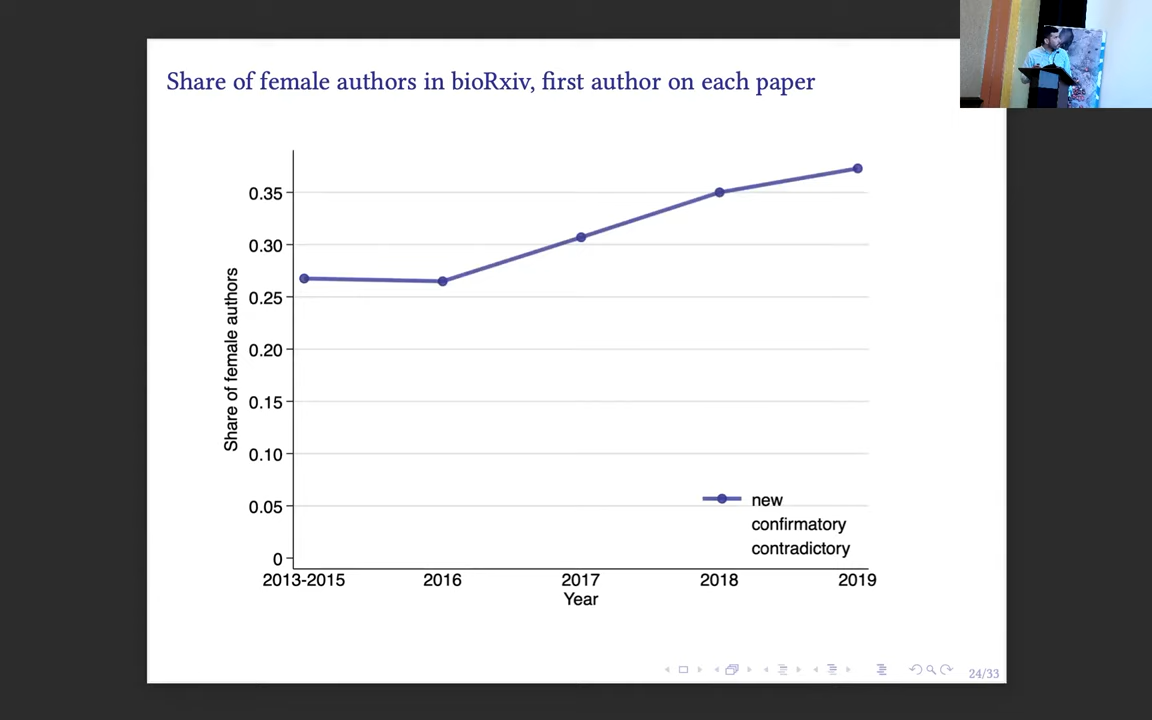 Share of female authors in bioRxiv, first author on each paper
Share of female authors
0.35
0.30
0.25
0.20
0.15
0.10
0.05
0
new
confirmatory
contradictory
2013-2015
2016
2017
2018
2019
Year
24/33